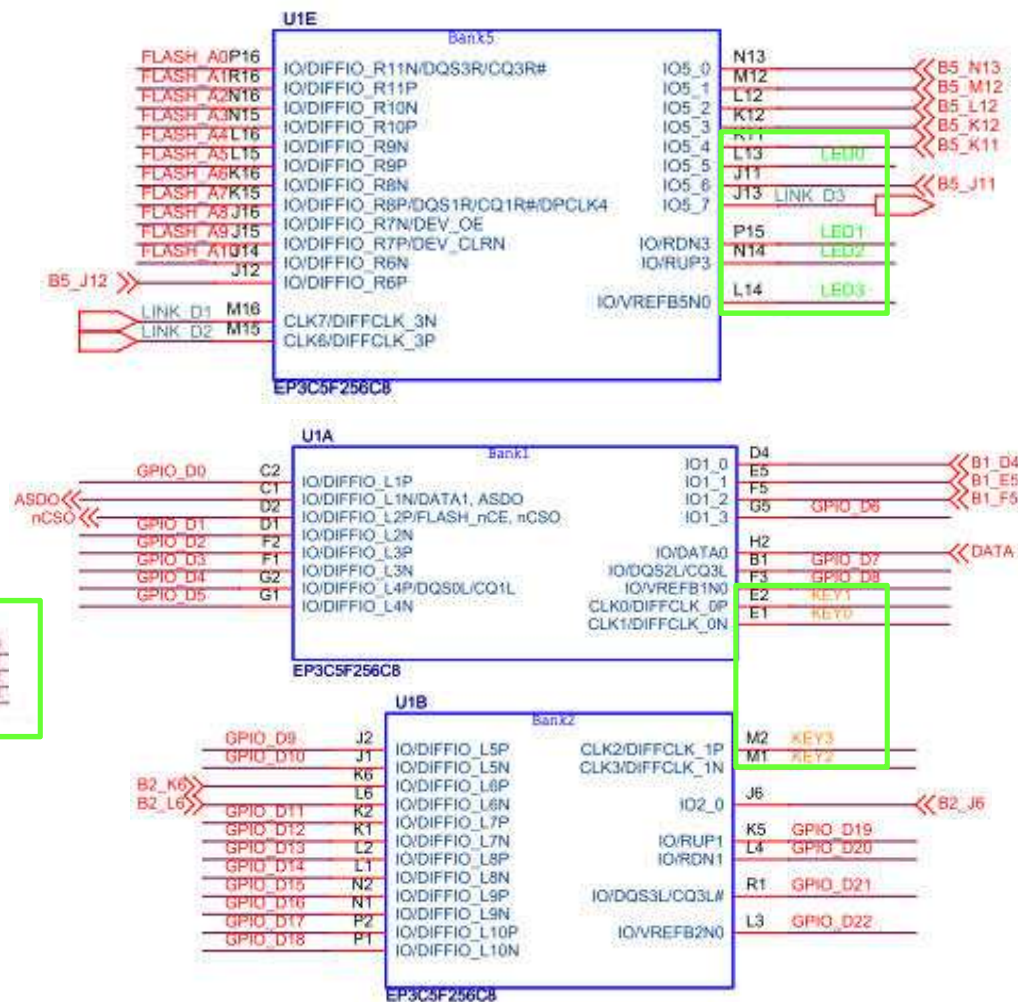 U1E
Bank5
FLASH_A0 P16 IO/DIFFIO_R11N/DQS3R/CQ3R# IO5_0 N13 B5_N13
FLASH_A1 R16 IO/DIFFIO_R11P IO5_1 M12 B5_M12
FLASH_A2 N16 IO/DIFFIO_R10N IO5_2 L12 B5_L12
FLASH_A3 N15 IO/DIFFIO_R10P IO5_3 K12 B5_K12
FLASH_A4 L16 IO/DIFFIO_R9N IO5_4 K11 B5_K11
FLASH_A5 L15 IO/DIFFIO_R9P IO5_5 L13 LED0
FLASH_A6 K16 IO/DIFFIO_R8N IO5_6 J11 B5_J11
FLASH_A7 K15 IO/DIFFIO_R8P/DQS1R/CQ1R#/DPCLK4 IO5_7 J13 LINK_D3
FLASH_A8 J16 IO/DIFFIO_R7N/DEV_OE
FLASH_A9 J15 IO/DIFFIO_R7P/DEV_CLRN IO/RDN3 P15 LED1
FLASH_A10 J14 IO/DIFFIO_R6N IO/RUP3 N14 LED2
B5_J12 J12 IO/DIFFIO_R6P
IO/VREFB5N0 L14 LED3
LINK_D1 M16 CLK7/DIFFCLK_3N
LINK_D2 M15 CLK6/DIFFCLK_3P
EP3C5F256C8
U1A
Bank1
GPIO_D0 C2 IO/DIFFIO_L1P IO1_0 D4 B1_D4
ASDO C1 IO/DIFFIO_L1N/DATA1, ASDO IO1_1 E5 B1_E5
nCSO D2 IO/DIFFIO_L2P/FLASH_nCE, nCSO IO1_2 F5 B1_F5
GPIO_D1 D1 IO/DIFFIO_L2N IO1_3 G5 GPIO_D6
GPIO_D2 F2 IO/DIFFIO_L3P IO/DATA0 H2 DATA
GPIO_D3 F1 IO/DIFFIO_L3N IO/DQS2L/CQ3L B1 GPIO_D7
GPIO_D4 G2 IO/DIFFIO_L4P/DQS0L/CQ1L IO/VREFB1N0 F3 GPIO_D8
GPIO_D5 G1 IO/DIFFIO_L4N CLK0/DIFFCLK_0P E2 KEY1
CLK1/DIFFCLK_0N E1 KEY0
EP3C5F256C8
U1B
Bank2
GPIO_D9 J2 IO/DIFFIO_L5P CLK2/DIFFCLK_1P M2 KEY3
GPIO_D10 J1 IO/DIFFIO_L5N CLK3/DIFFCLK_1N M1 KEY2
B2_K6 K6 IO/DIFFIO_L6P
B2_L6 L6 IO/DIFFIO_L6N IO2_0 J6 B2_J6
GPIO_D11 K2 IO/DIFFIO_L7P
GPIO_D12 K1 IO/DIFFIO_L7N IO/RUP1 K5 GPIO_D19
GPIO_D13 L2 IO/DIFFIO_L8P IO/RDN1 L4 GPIO_D20
GPIO_D14 L1 IO/DIFFIO_L8N
GPIO_D15 N2 IO/DIFFIO_L9P IO/DQS3L/CQ3L# R1 GPIO_D21
GPIO_D16 N1 IO/DIFFIO_L9N
GPIO_D17 P2 IO/DIFFIO_L10P IO/VREFB2N0 L3 GPIO_D22
GPIO_D18 P1 IO/DIFFIO_L10N
EP3C5F256C8